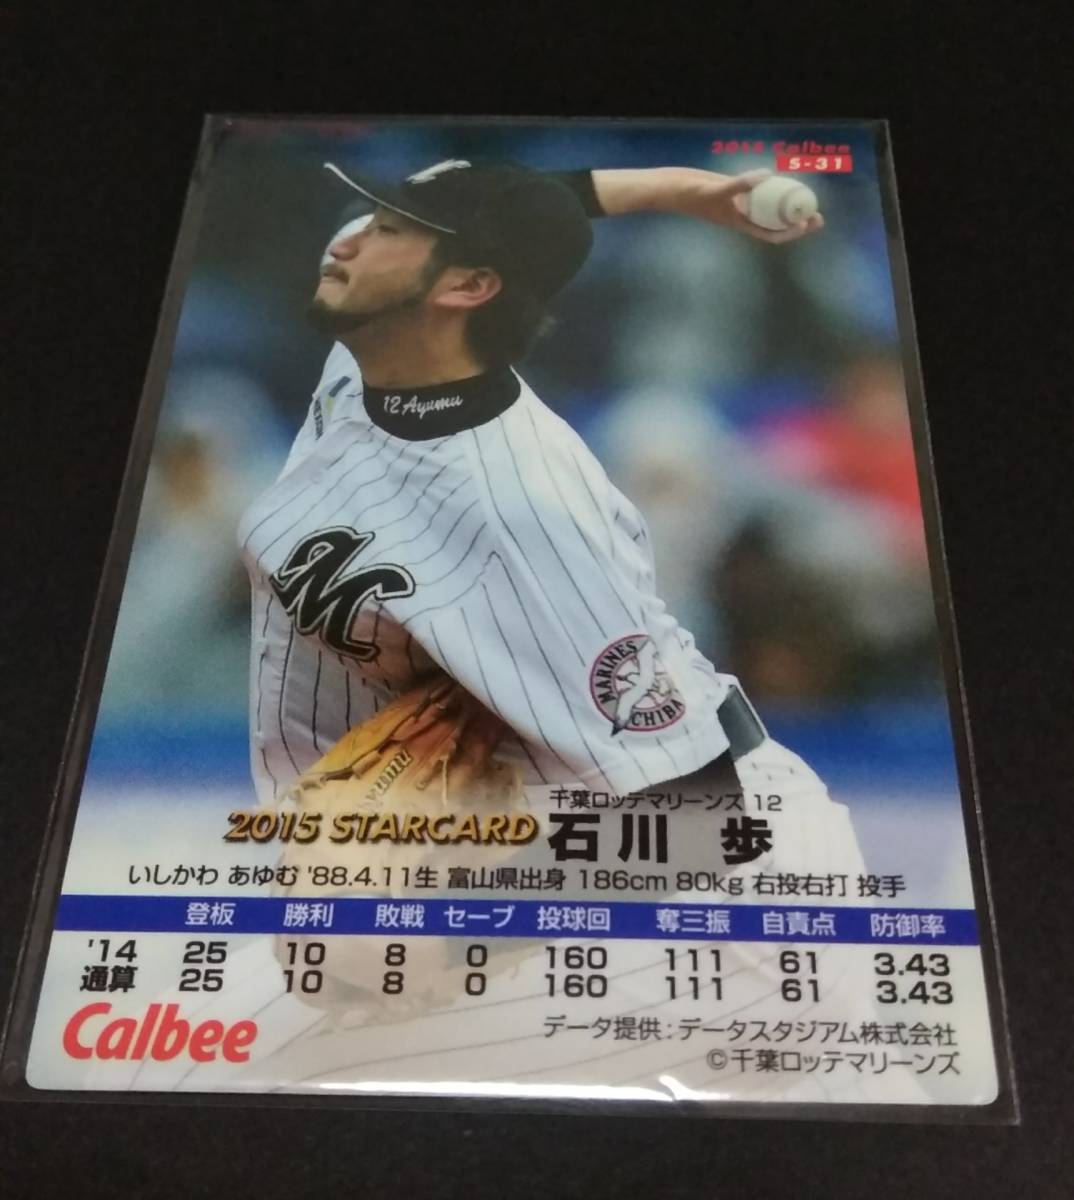 2015 Calbee
S-31
12 Ayumu
M
MARINES
CHIBA
千葉ロッテマリーンズ 12
2015 STARCARD 石川 歩
いしかわ あゆむ '88.4.11生 富山県出身 186cm 80kg 右投右打 投手
登板 勝利 敗戦 セーブ 投球回 奪三振 自責点 防御率
'14 25 10 8 0 160 111 61 3.43
通算 25 10 8 0 160 111 61 3.43
Calbee
データ提供:データスタジアム株式会社
©千葉ロッテマリーンズ